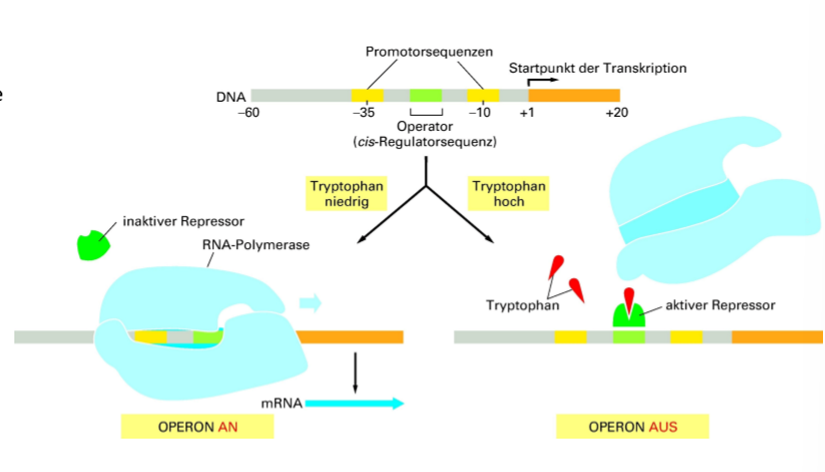 e
Promotorsequenzen
Startpunkt der Transkription
DNA
–60
–35
–10
+1
+20
Operator
(cis-Regulatorsequenz)
Tryptophan
niedrig
Tryptophan
hoch
inaktiver Repressor
RNA-Polymerase
Tryptophan
aktiver Repressor
mRNA
OPERON AN
OPERON AUS